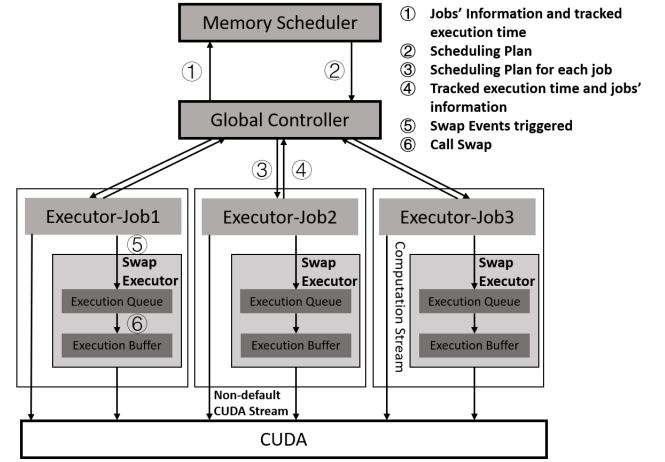 Memory Scheduler
① Jobs' Information and tracked
execution time
② Scheduling Plan
③ Scheduling Plan for each job
④ Tracked execution time and jobs'
information
⑤ Swap Events triggered
⑥ Call Swap
①
②
Global Controller
③
④
Executor-Job1
Executor-Job2
Executor-Job3
⑤
Swap
Executor
Execution Queue
⑥
Execution Buffer
Swap
Executor
Execution Queue
Execution Buffer
Computation Stream
Swap
Executor
Execution Queue
Execution Buffer
Non-default
CUDA Stream
CUDA